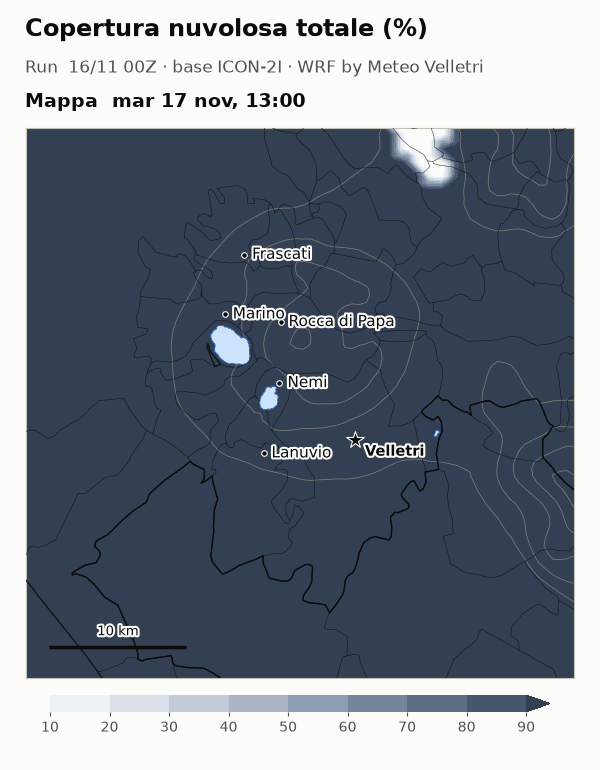 Copertura nuvolosa totale (%)
Run  16/11 00Z · base ICON-2I · WRF by Meteo Velletri
Mappa  mar 17 nov, 13:00
Frascati
Marino
Rocca di Papa
Nemi
Velletri
Lanuvio
10 km
10 20 30 40 50 60 70 80 90